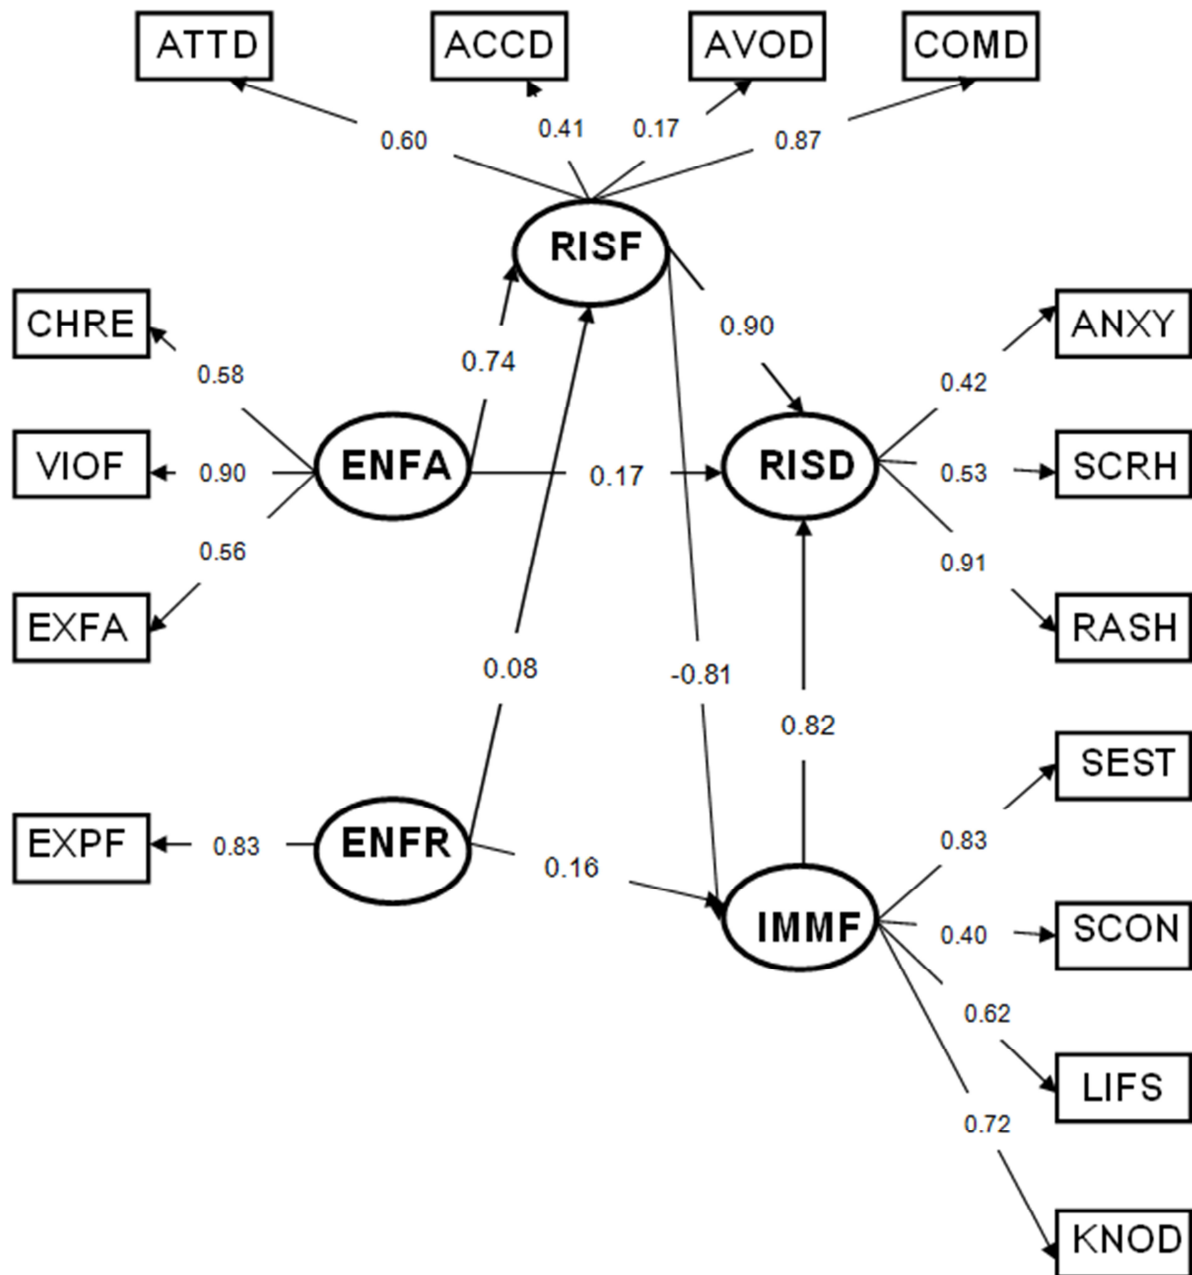 ATTD ACCD AVOD COMD
0.60 0.41 0.17 0.87
RISF
CHRE ANXY
0.90
0.74
0.58 0.42
VIOF 0.90 ENFA 0.17 RISD 0.53 SCRH
0.56 0.91
EXFA RASH
0.08 -0.81
0.82
SEST
EXPF 0.83 ENFR 0.83
0.16
IMMF 0.40 SCON
0.62
LIFS
0.72
KNOD